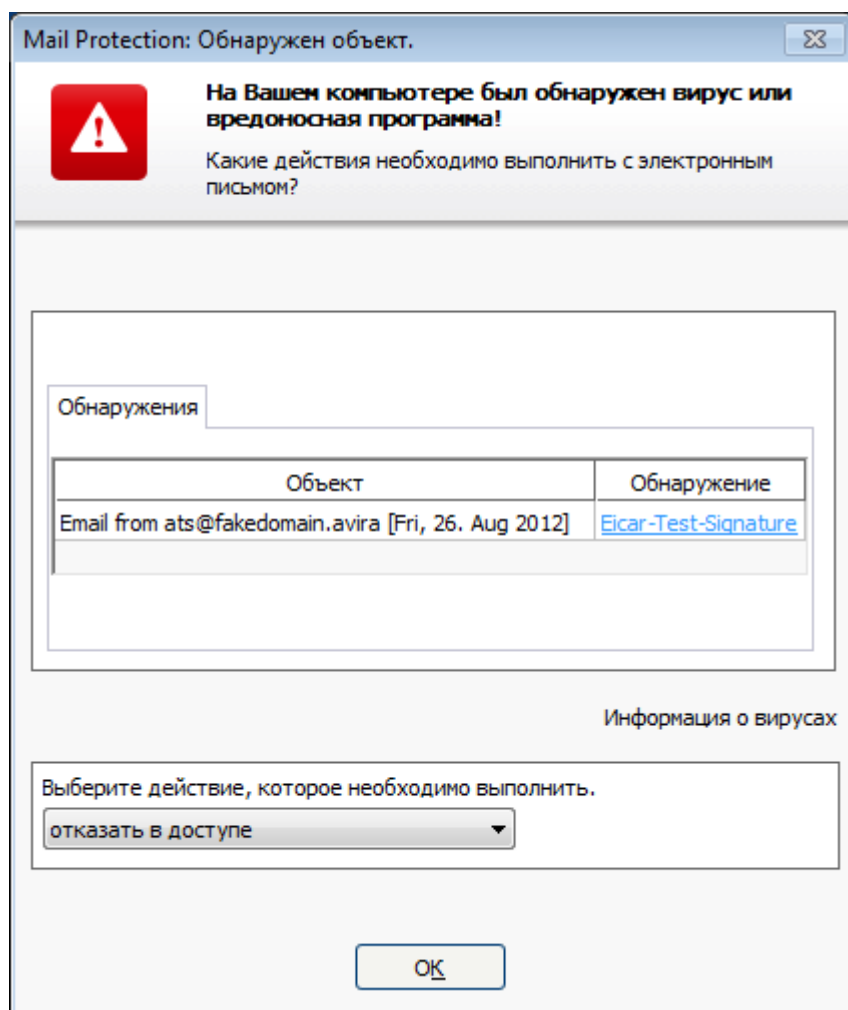 Mail Protection: Обнаружен объект.
На Вашем компьютере был обнаружен вирус или
вредоносная программа!
Какие действия необходимо выполнить с электронным
письмом?
Обнаружения
Объект Обнаружение
Email from ats@fakedomain.avira [Fri, 26. Aug 2012] Eicar-Test-Signature
Информация о вирусах
Выберите действие, которое необходимо выполнить.
отказать в доступе
OK